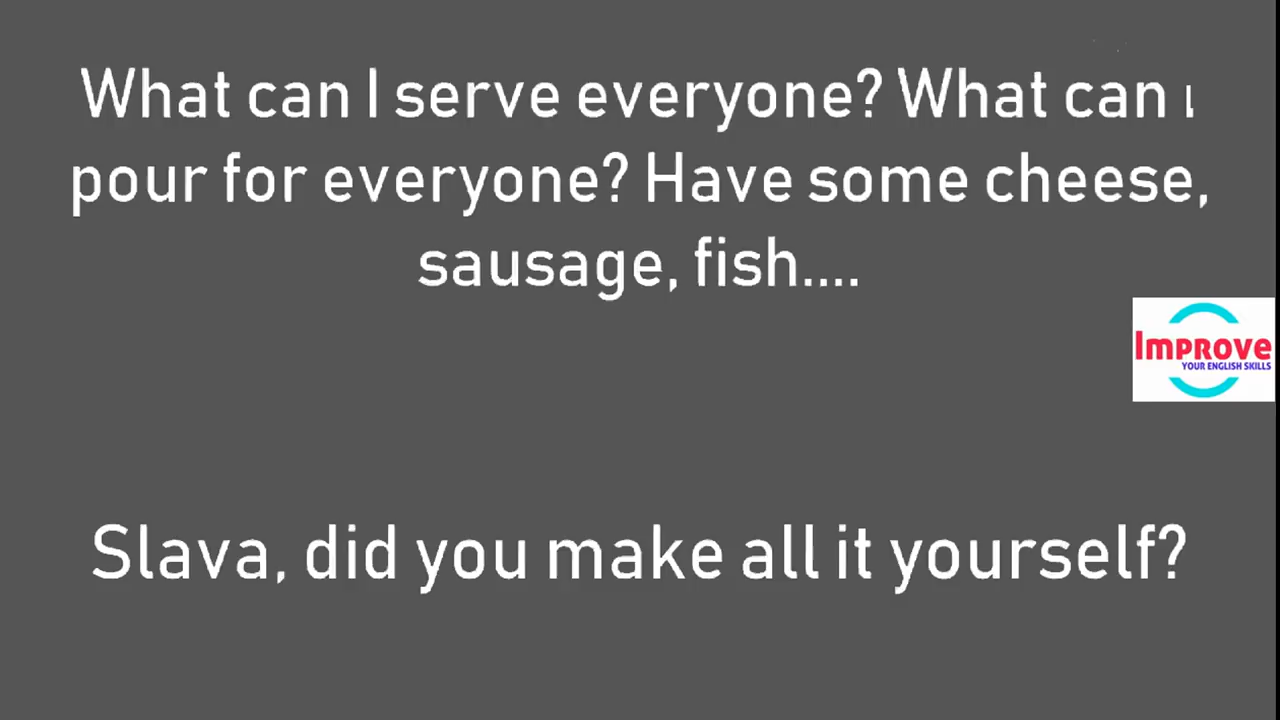 What can I serve everyone? What can I
pour for everyone? Have some cheese,
sausage, fish....
IMPROVE
YOUR ENGLISH SKILLS
Slava, did you make all it yourself?